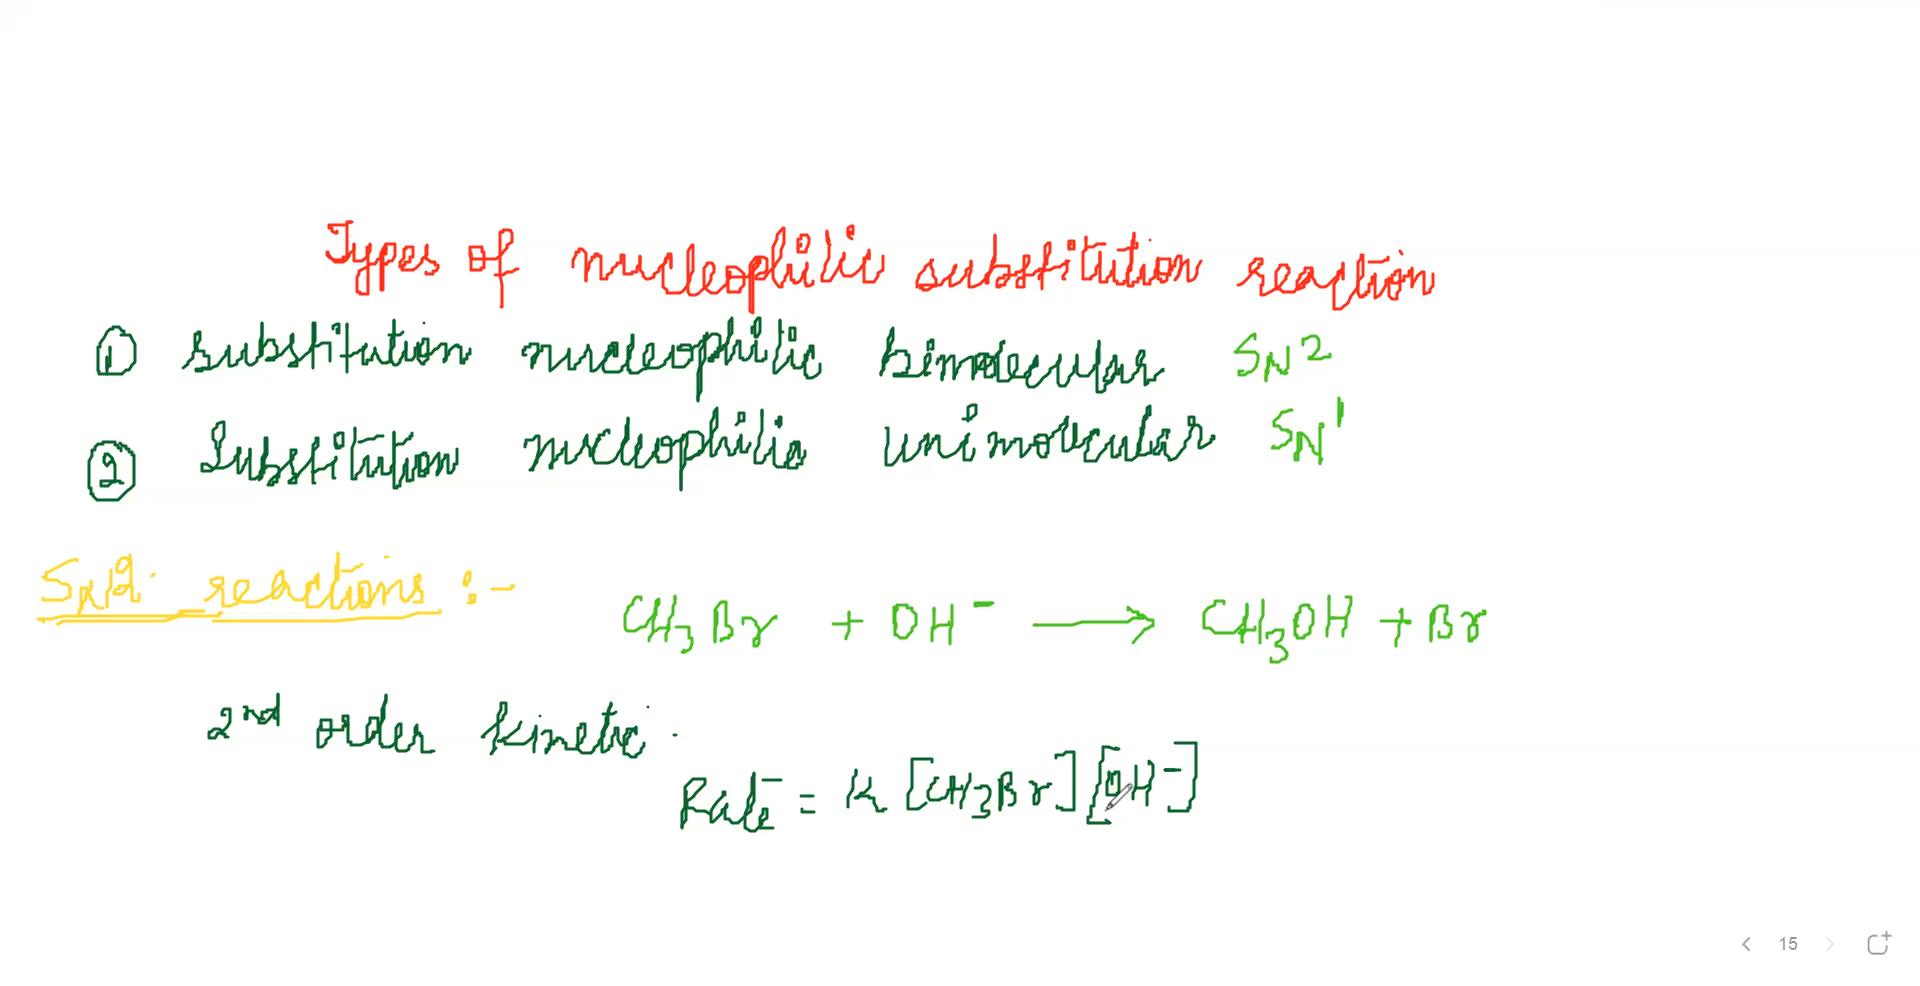 Types of nucleophilic substitution reaction
① substitution nucleophilic bimolecular SN2
② Substitution nucleophilic unimolecular SN1
SN2 reactions :-
CH3Br + OH⁻ → CH3OH + Br
2nd order kinetic.
Rate = k [CH3Br] [OH⁻]
15